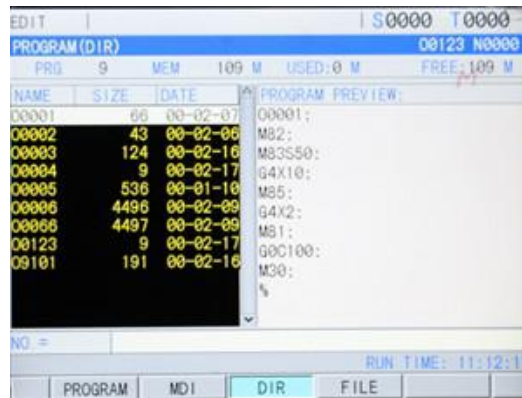 EDIT S0000 T0000
PROGRAM(DIR) O0123 N0000
PRG 9 MEM 109 M USED:0 M FREE:109 M
NAME SIZE DATE PROGRAM PREVIEW:
O0001 66 00-02-07 O0001;
O0002 43 00-02-06 M82;
O0003 124 00-02-16 M83S50;
O0004 9 00-02-17 G4X10;
O0005 536 00-01-10 M85;
O0006 4496 00-02-09 G4X2;
O0066 4497 00-02-09 M81;
O0123 9 00-02-17 G0C100;
O9101 191 00-02-16 M30;
%
NO =
RUN TIME: 11:12:1
PROGRAM MDI DIR FILE